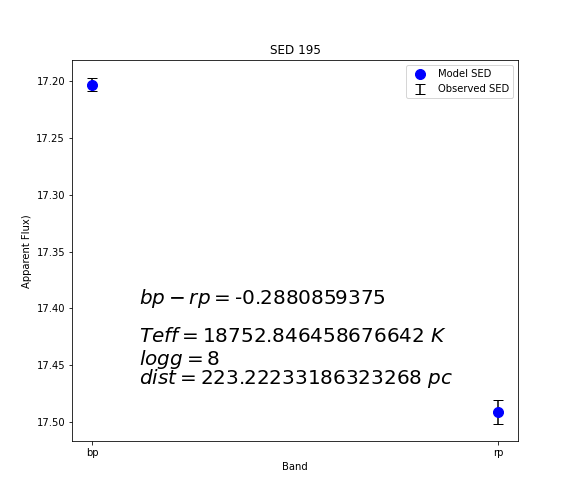 SED 195
Model SED
Observed SED
17.20
17.25
17.30
17.35
17.40
17.45
17.50
Apparent Flux)
bp − rp = -0.2880859375
Teff = 18752.846458676642 K
logg = 8
dist = 223.22233186323268 pc
bp
rp
Band